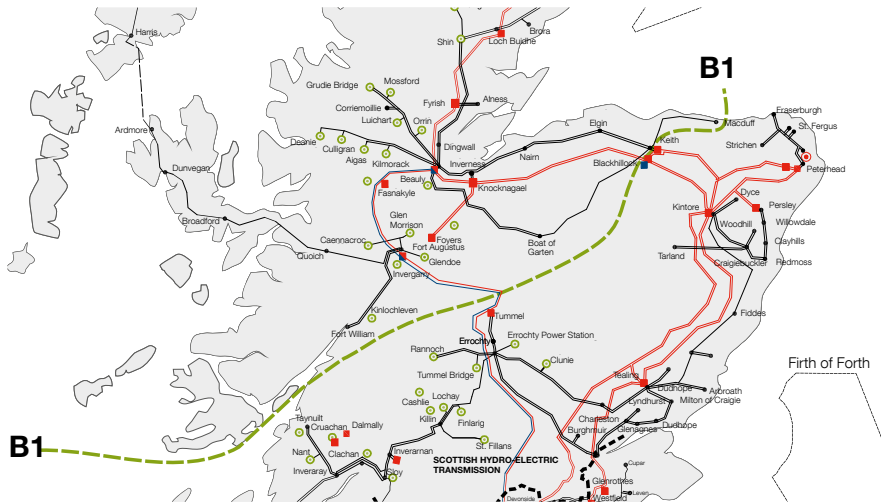 Harris
Brora
Shin
Loch Buidhe
B1
Grudie Bridge
Mossford
Corriemoillie
Fyrish
Alness
Luichart
Orrin
Ardmore
Deanie
Culligran
Aigas
Kilmorack
Dingwall
Elgin
Keith
Macduff
Fraserburgh
St. Fergus
Strichen
Dunvegan
Inverness
Nairn
Blackhillock
Peterhead
Beauly
Knocknagael
Fasnakyle
Dyce
Persley
Kintore
Willowdale
Woodhill
Broadford
Glen
Morrison
Foyers
Fort Augustus
Caennacroc
Quoich
Glendoe
Invergarry
Boat of
Garten
Clayhills
Tarland
Craigiebuckler
Redmoss
Kinlochleven
Fort William
Tummel
Fiddes
Errochty
Errochty Power Station
Rannoch
Tummel Bridge
Clunie
Firth of Forth
Tealing
Dudhope
Arbroath
Milton of Craigie
Lyndhurst
Cashlie
Lochay
Killin
Finlarig
Charleston
Burghmuir
Glenagnes
Dudhope
Taynuilt
Cruachan
Dalmally
B1
Nant
Clachan
Inverarnan
St. Fillans
Inveraray
Sloy
SCOTTISH HYDRO-ELECTRIC
TRANSMISSION
Cupar
Glenrothes
Leven
Westfield
Devonside